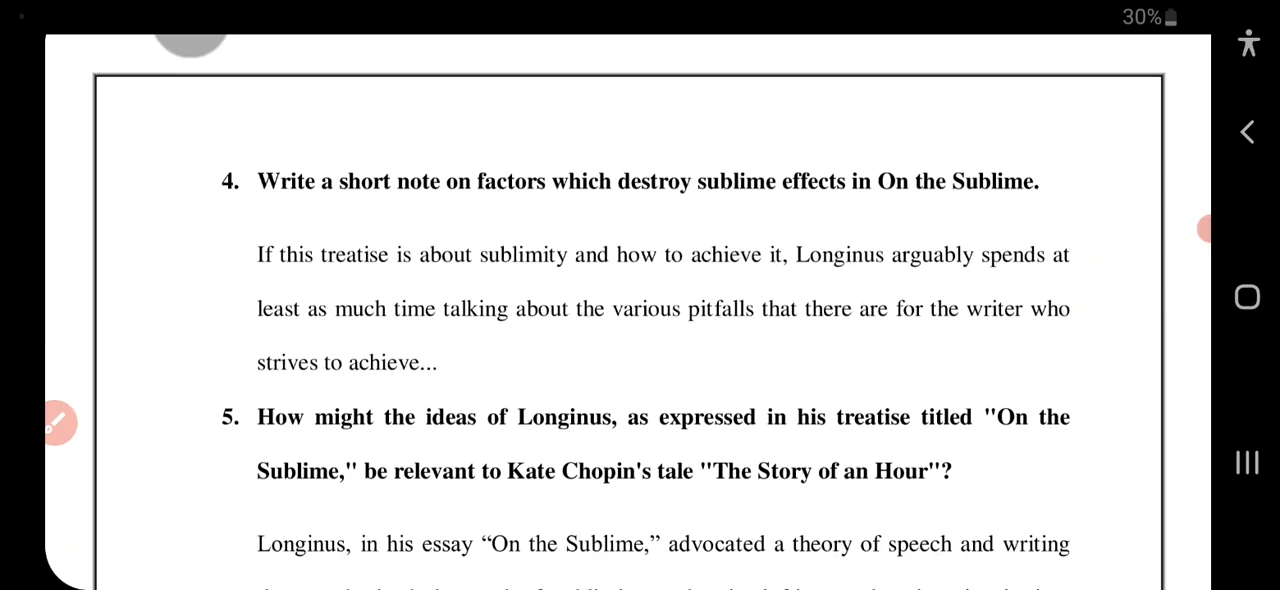 30%
4. Write a short note on factors which destroy sublime effects in On the Sublime.
If this treatise is about sublimity and how to achieve it, Longinus arguably spends at
least as much time talking about the various pitfalls that there are for the writer who
strives to achieve...
5. How might the ideas of Longinus, as expressed in his treatise titled "On the
Sublime," be relevant to Kate Chopin's tale "The Story of an Hour"?
Longinus, in his essay “On the Sublime,” advocated a theory of speech and writing